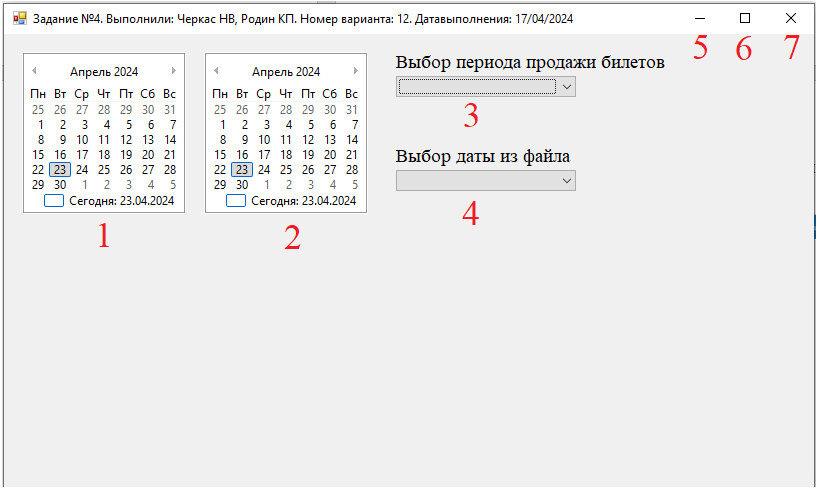 Задание №4. Выполнили: Черкас НВ, Родин КП. Номер варианта: 12. Датавыполнения: 17/04/2024
5 6 7
Апрель 2024
Пн Вт Ср Чт Пт Сб Вс
25 26 27 28 29 30 31
1 2 3 4 5 6 7
8 9 10 11 12 13 14
15 16 17 18 19 20 21
22 23 24 25 26 27 28
29 30 1 2 3 4 5
Сегодня: 23.04.2024
1
Апрель 2024
Пн Вт Ср Чт Пт Сб Вс
25 26 27 28 29 30 31
1 2 3 4 5 6 7
8 9 10 11 12 13 14
15 16 17 18 19 20 21
22 23 24 25 26 27 28
29 30 1 2 3 4 5
Сегодня: 23.04.2024
2
Выбор периода продажи билетов
3
Выбор даты из файла
4